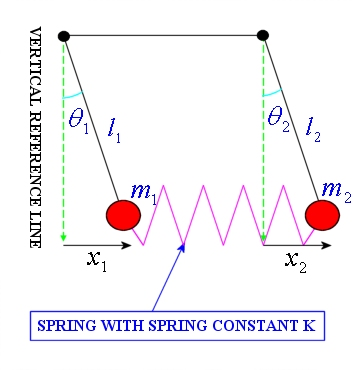 VERTICAL REFERENCE LINE
θ1
l1
m1
θ2
l2
m2
x1
x2
SPRING WITH SPRING CONSTANT K